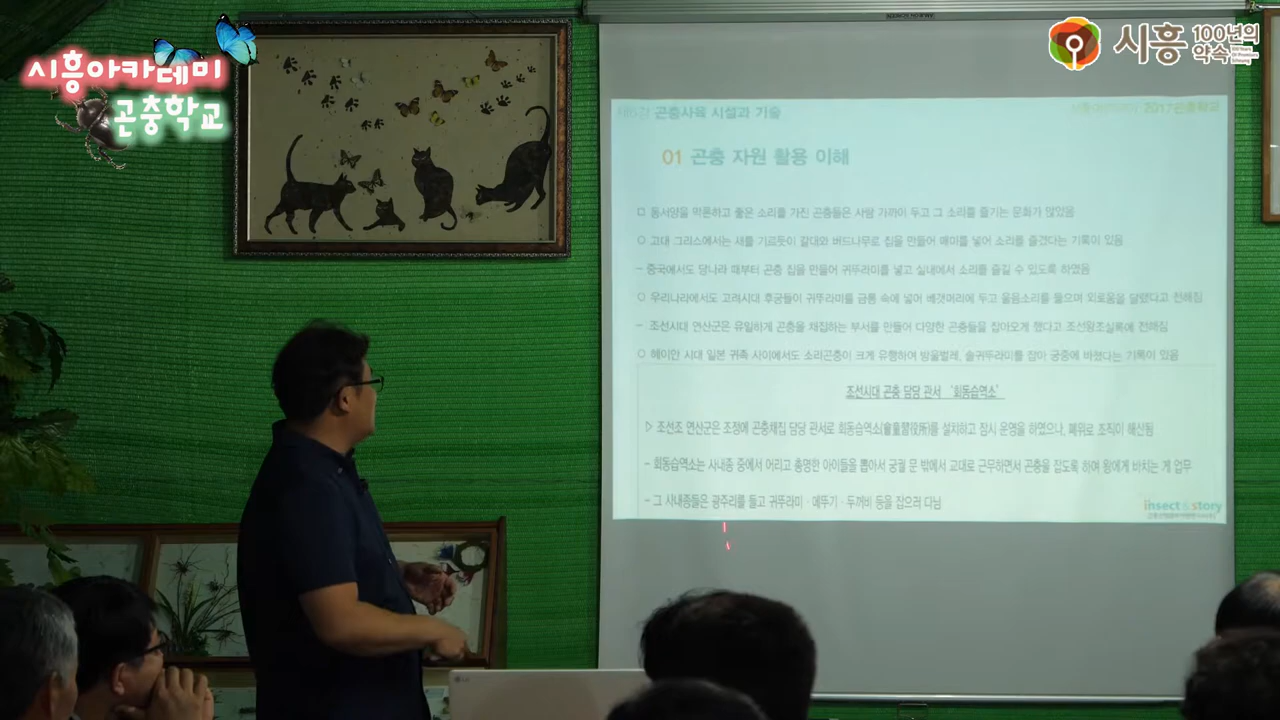 시흥아카데미
곤충학교
시흥 100년의 약속
제6강 곤충사육 시설과 기술
2017곤충학교
01 곤충 자원 활용 이해
□ 동서양을 막론하고 좋은 소리를 가진 곤충들은 사람 가까이 두고 그 소리를 즐기는 문화가 많았음
○ 고대 그리스에서는 새를 기르듯이 갈대와 버드나무로 집을 만들어 매미를 넣어 소리를 즐겼다는 기록이 있음
- 중국에서도 당나라 때부터 곤충 집을 만들어 귀뚜라미를 넣고 실내에서 소리를 즐길 수 있도록 하였음
○ 우리나라에서도 고려시대 후궁들이 귀뚜라미를 금통 속에 넣어 베갯머리에 두고 울음소리를 들으며 외로움을 달랬다고 전해짐
- 조선시대 연산군은 유일하게 곤충을 채집하는 부서를 만들어 다양한 곤충들을 잡아오게 했다고 조선왕조실록에 전해짐
○ 헤이안 시대 일본 귀족 사이에서도 소리곤충이 크게 유행하여 방울벌레, 솔귀뚜라미를 잡아 궁중에 바쳤다는 기록이 있음
조선시대 곤충 담당 관서 '회동습역소'
▷ 조선조 연산군은 조정에 곤충채집 담당 관서로 회동습역소(會童習役所)를 설치하고 잠시 운영을 하였으나, 폐위로 조직이 해산됨
- 회동습역소는 사내종 중에서 어리고 총명한 아이들을 뽑아서 궁궐 문 밖에서 교대로 근무하면서 곤충을 잡도록 하여 왕에게 바치는 게 업무
- 그 사내종들은 광주리를 들고 귀뚜라미 · 메뚜기 · 두꺼비 등을 잡으러 다님
insect & story
LG